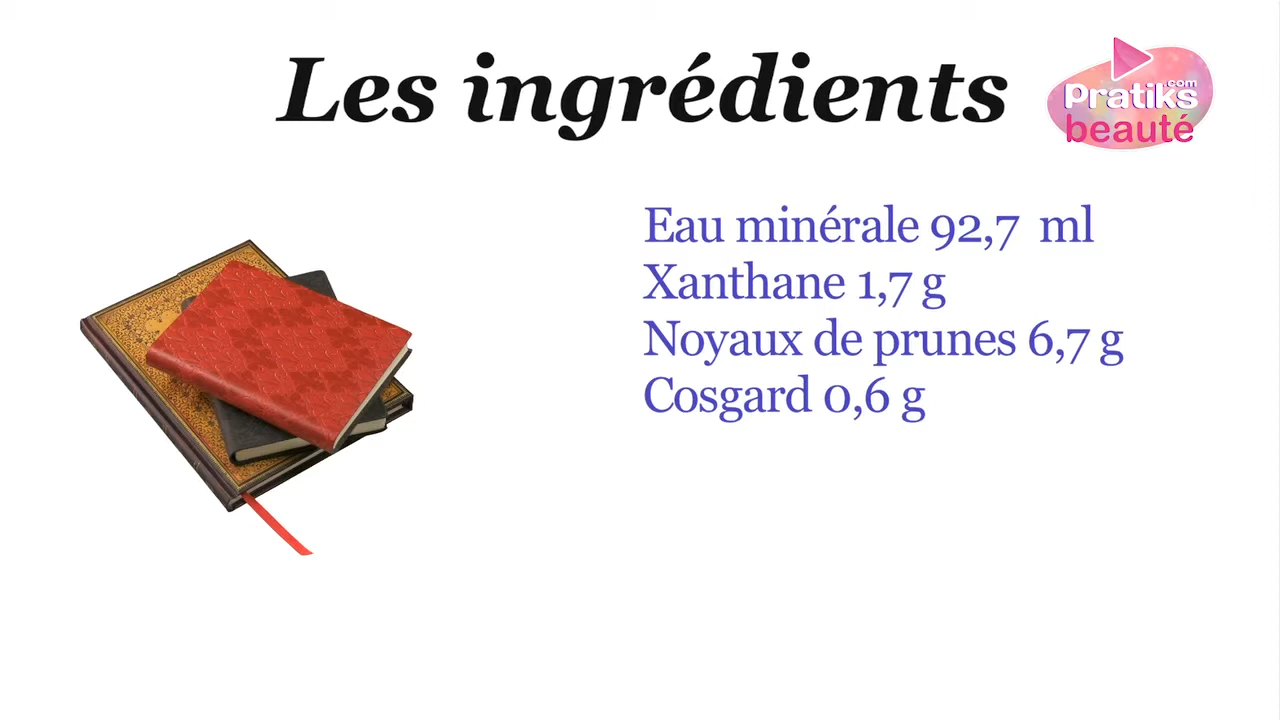 Les ingrédients
.com
Pratiks
beauté
Eau minérale 92,7 ml
Xanthane 1,7 g
Noyaux de prunes 6,7 g
Cosgard 0,6 g